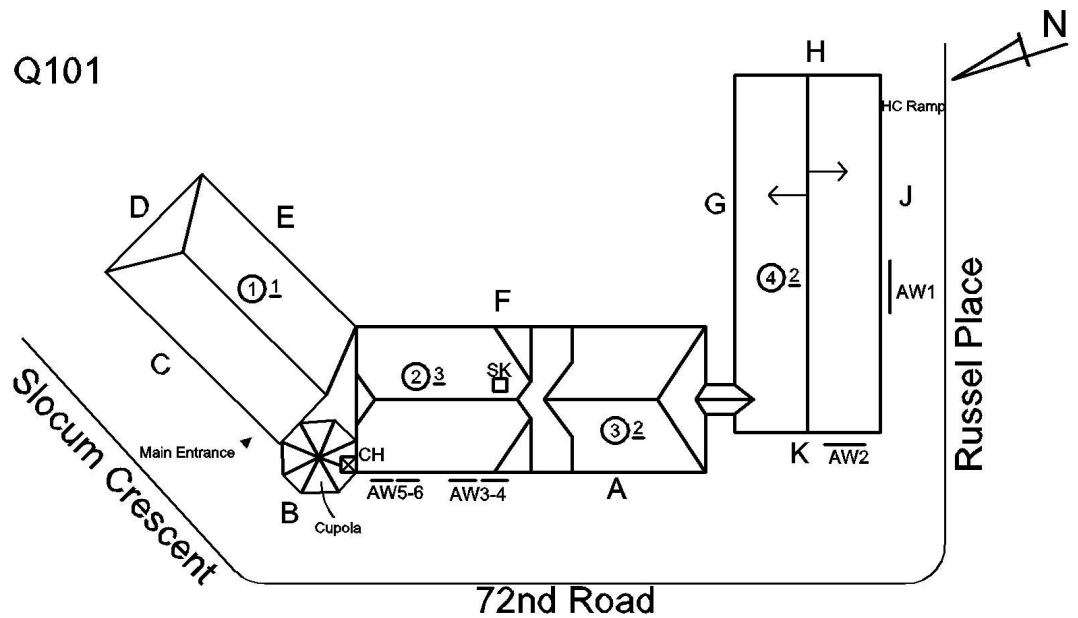 N
H
Q101
HC Ramp
D
E
G
J
① 1
④ 2
AW1
F
② 3
SK
C
③ 2
Main Entrance
CH
K
AW2
AW5-6
AW3-4
A
B
Cupola
Slocum Crescent
Russel Place
72nd Road